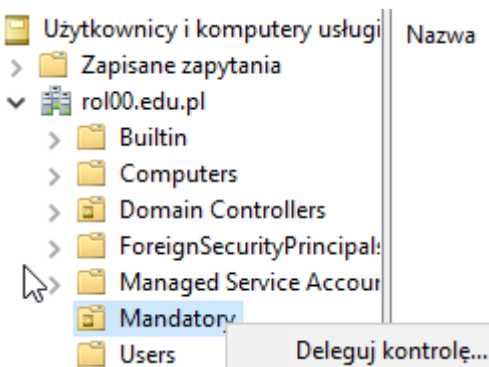 Użytkownicy i komputery usługi
Nazwa
Zapisane zapytania
rol00.edu.pl
Builtin
Computers
Domain Controllers
ForeignSecurityPrincipals
Managed Service Accour
Mandatory
Deleguj kontrolę...
Users